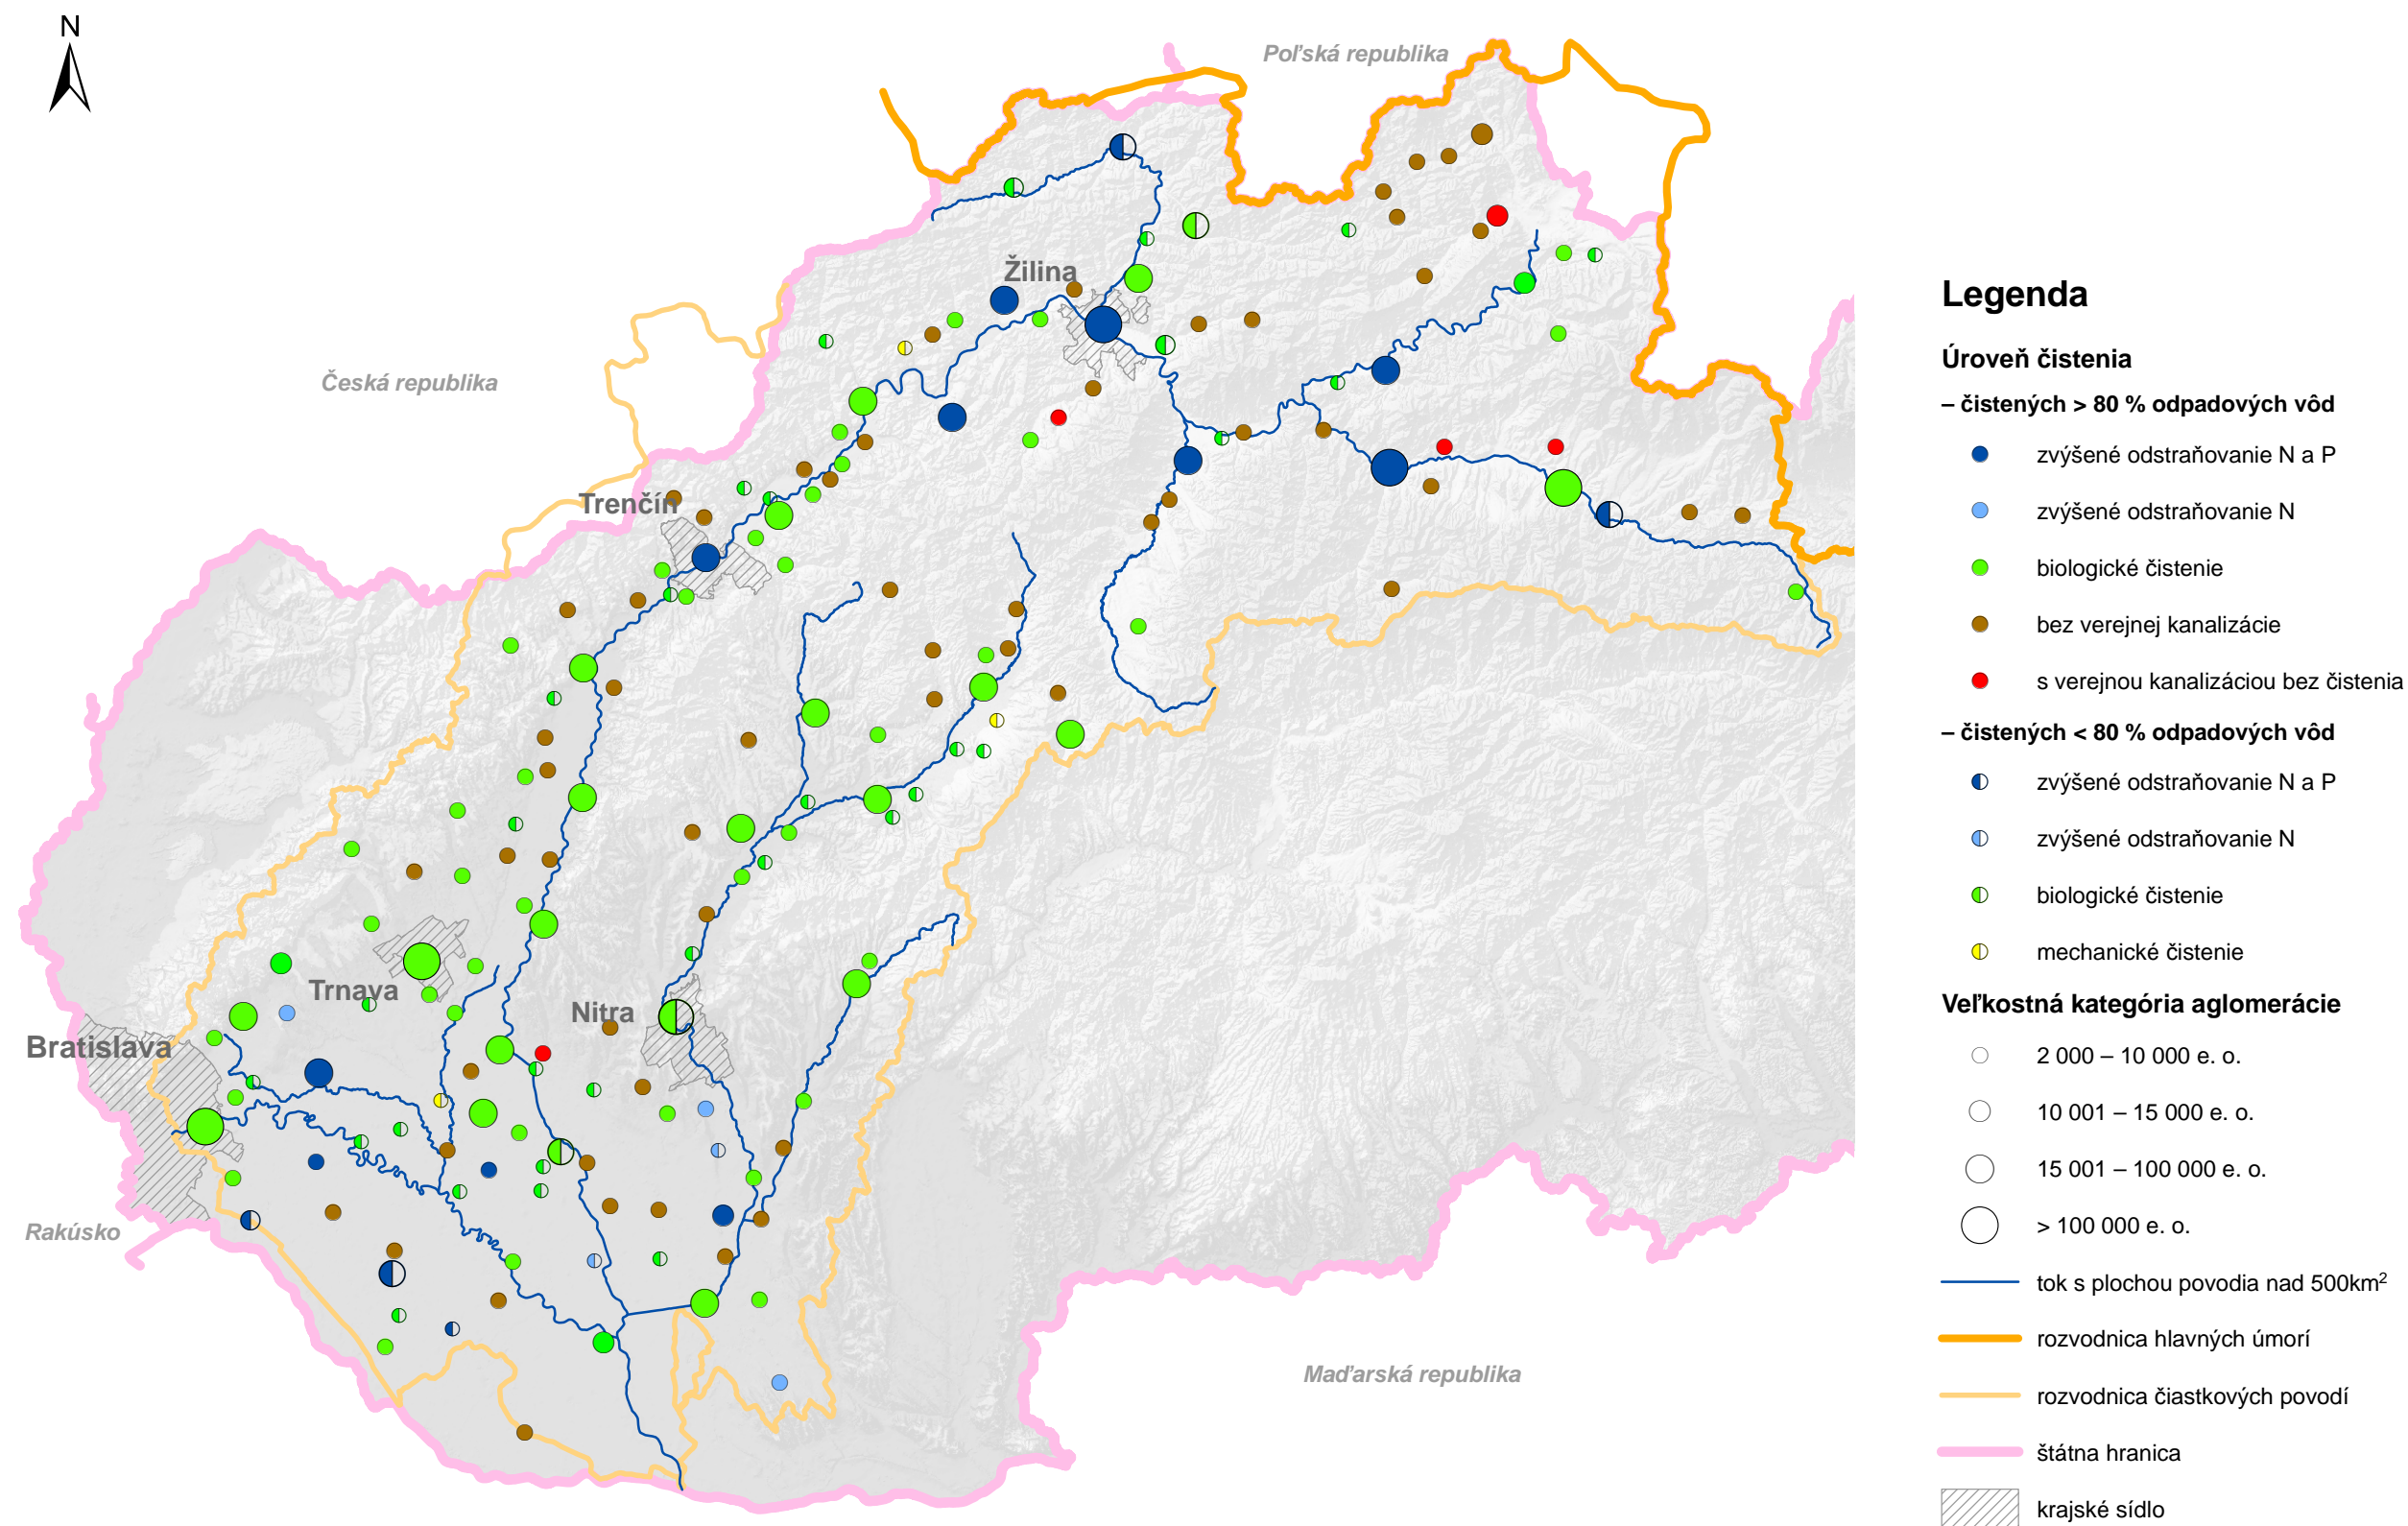 N
Poľská republika
Žilina
Česká republika
Trenčín
Trnava
Nitra
Bratislava
Rakúsko
Maďarská republika
Legenda
Úroveň čistenia
– čistených > 80 % odpadových vôd
zvýšené odstraňovanie N a P
zvýšené odstraňovanie N
biologické čistenie
bez verejnej kanalizácie
s verejnou kanalizáciou bez čistenia
– čistených < 80 % odpadových vôd
zvýšené odstraňovanie N a P
zvýšené odstraňovanie N
biologické čistenie
mechanické čistenie
Veľkostná kategória aglomerácie
2 000 – 10 000 e. o.
10 001 – 15 000 e. o.
15 001 – 100 000 e. o.
> 100 000 e. o.
tok s plochou povodia nad 500km²
rozvodnica hlavných úmorí
rozvodnica čiastkových povodí
štátna hranica
krajské sídlo